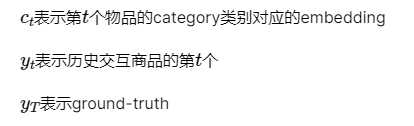 c_t表示第t个物品的category类别对应的embedding
y_t表示历史交互商品的第t个
y_T表示ground-truth